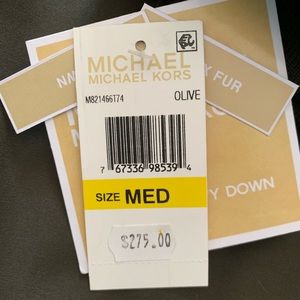 MICHAEL
MICHAEL KORS
M821466T74
OLIVE
7 67336 98539 4
SIZE MED
$275.00
FUR
DOWN